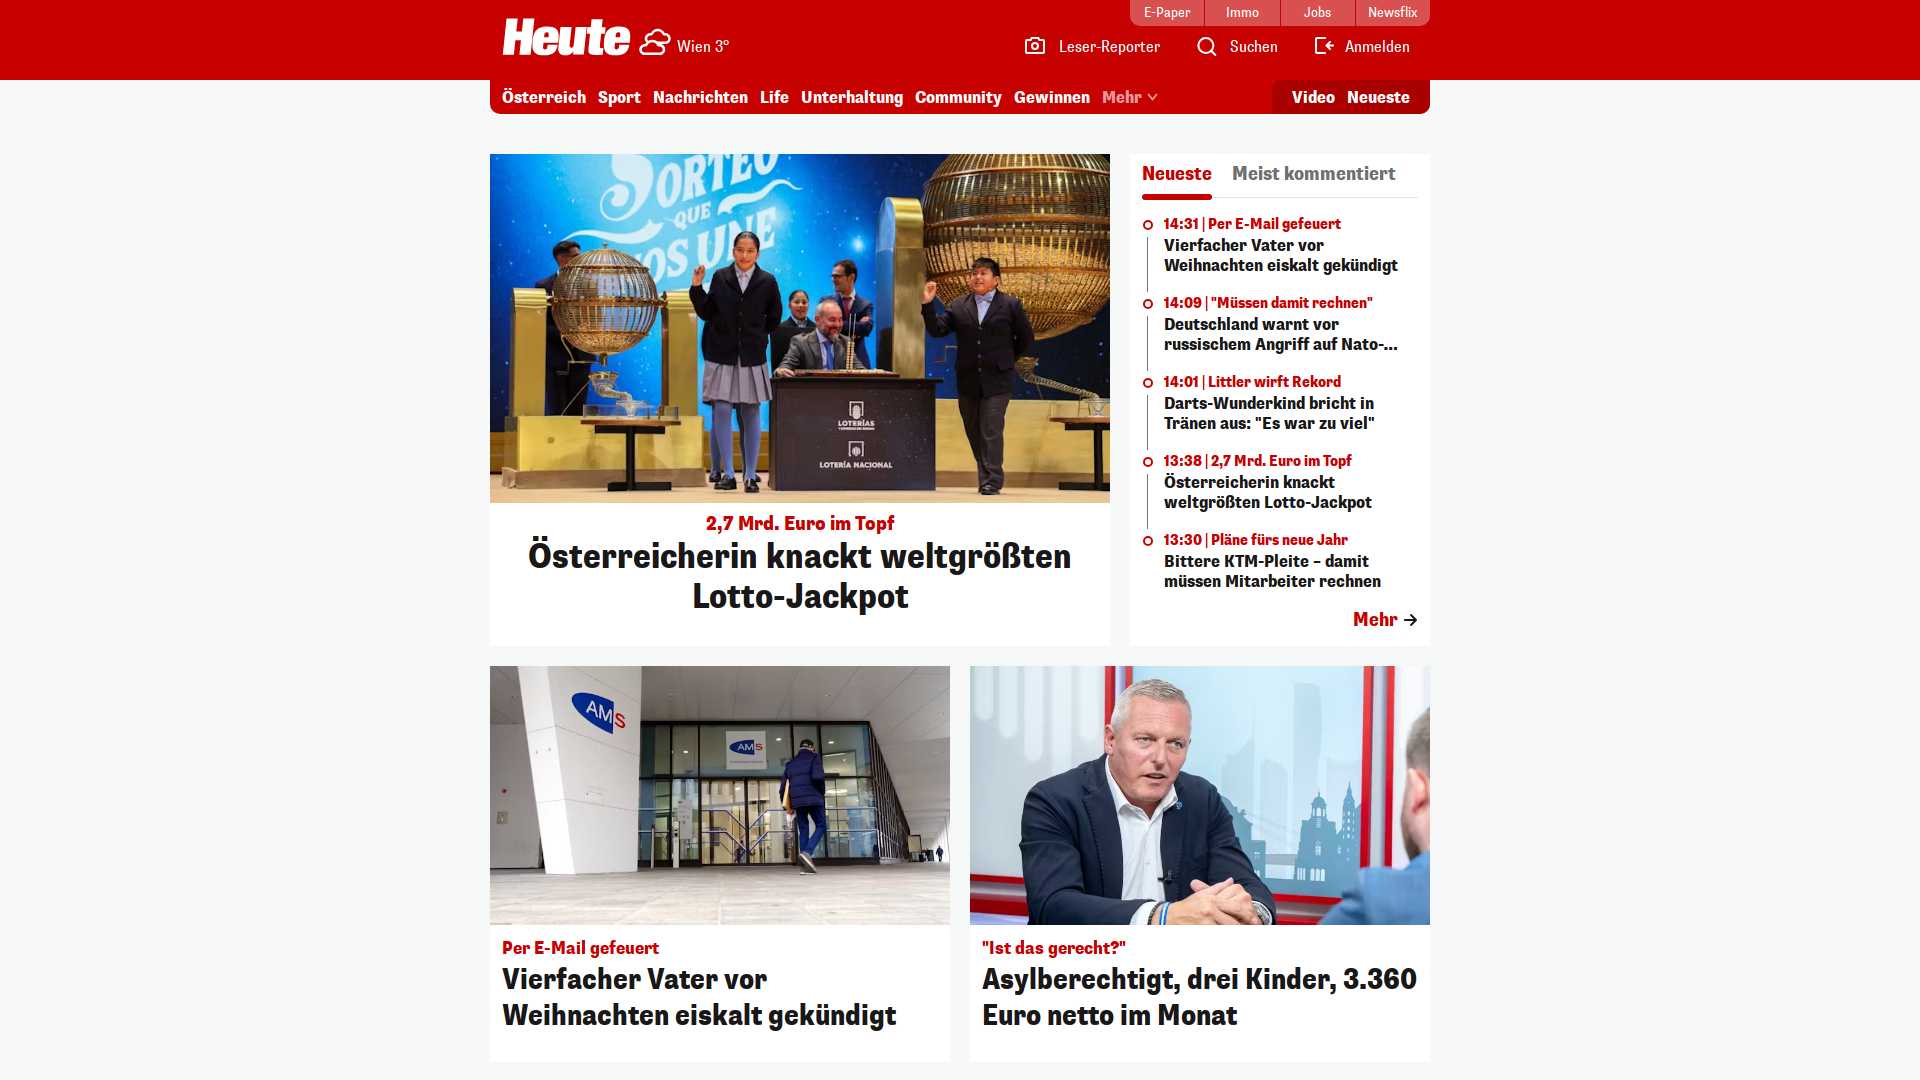 E-Paper
Immo
Jobs
Newsflix
Heute
Wien 3°
Leser-Reporter
Suchen
Anmelden
Österreich
Sport
Nachrichten
Life
Unterhaltung
Community
Gewinnen
Mehr
Video
Neueste
SORTEO
QUE
NOS UNE
LOTERÍAS
LOTERÍA NACIONAL
2,7 Mrd. Euro im Topf
Österreicherin knackt weltgrößten
Lotto-Jackpot
Neueste
Meist kommentiert
14:31 | Per E-Mail gefeuert
Vierfacher Vater vor
Weihnachten eiskalt gekündigt
14:09 | "Müssen damit rechnen"
Deutschland warnt vor
russischem Angriff auf Nato-...
14:01 | Littler wirft Rekord
Darts-Wunderkind bricht in
Tränen aus: "Es war zu viel"
13:38 | 2,7 Mrd. Euro im Topf
Österreicherin knackt
weltgrößten Lotto-Jackpot
13:30 | Pläne fürs neue Jahr
Bittere KTM-Pleite – damit
müssen Mitarbeiter rechnen
Mehr
AMS
AMS
Per E-Mail gefeuert
Vierfacher Vater vor
Weihnachten eiskalt gekündigt
"Ist das gerecht?"
Asylberechtigt, drei Kinder, 3.360
Euro netto im Monat